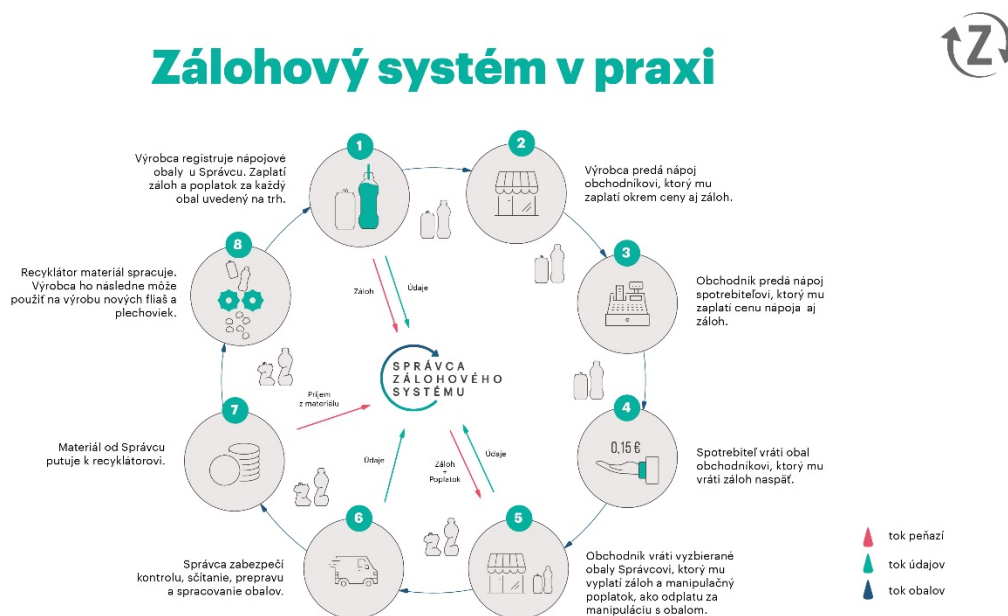 Z
Zálohový systém v praxi
1
Výrobca registruje nápojové
obaly u Správcu. Zaplatí
záloh a poplatok za každý
obal uvedený na trh.
2
Výrobca predá nápoj
obchodníkovi, ktorý mu
zaplatí okrem ceny aj záloh.
3
Obchodník predá nápoj
spotrebiteľovi, ktorý mu
zaplatí cenu nápoja aj
záloh.
4
0,15 €
Spotrebiteľ vráti obal
obchodníkovi, ktorý mu
vráti záloh naspäť.
5
Obchodník vráti vyzbierané
obaly Správcovi, ktorý mu
vyplatí záloh a manipulačný
poplatok, ako odplatu za
manipuláciu s obalom.
6
Správca zabezpečí
kontrolu, sčítanie, prepravu
a spracovanie obalov.
7
Materiál od Správcu
putuje k recyklátorovi.
8
Recyklátor materiál spracuje.
Výrobca ho následne môže
použiť na výrobu nových fliaš a
plechoviek.
Záloh
Údaje
SPRÁVCA
ZÁLOHOVÉHO
SYSTÉMU
Príjem
z materiálu
Údaje
Záloh
+
Poplatok
Údaje
tok peňazí
tok údajov
tok obalov